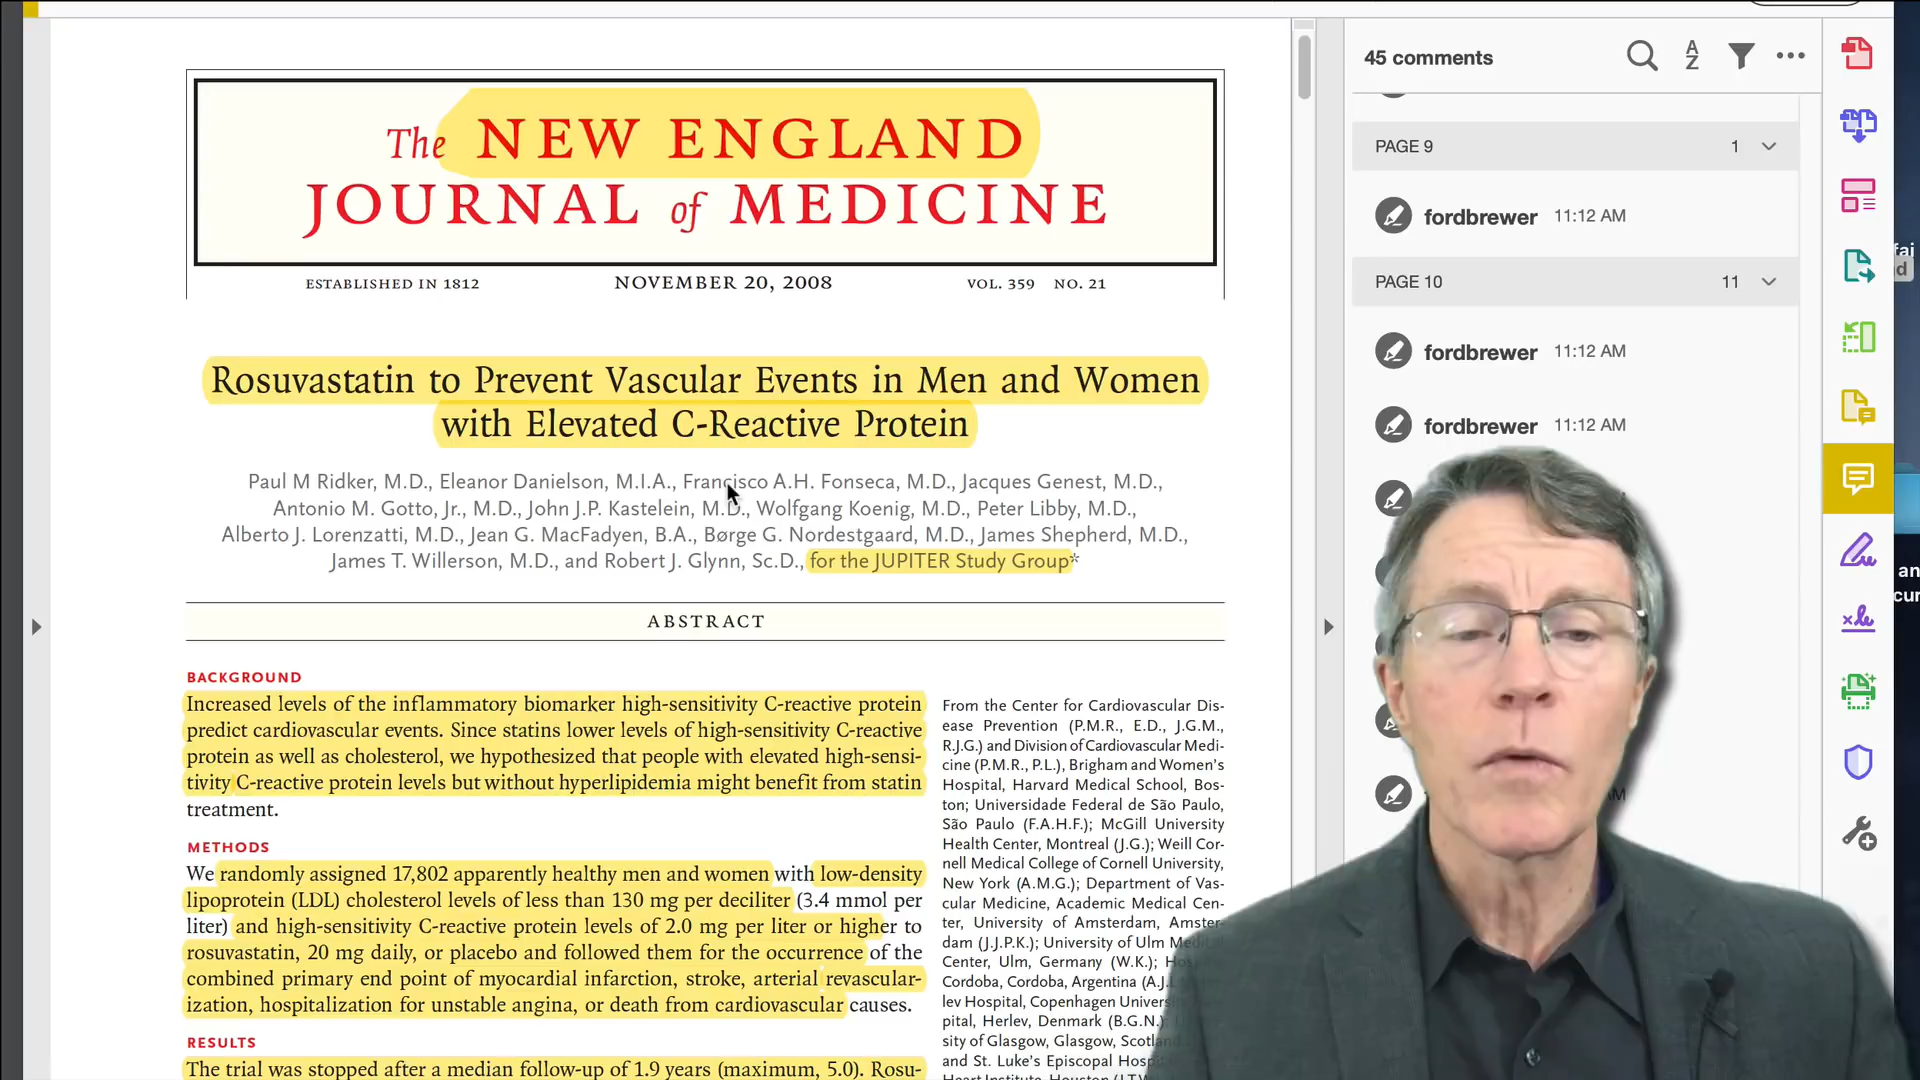 The NEW ENGLAND
JOURNAL of MEDICINE
ESTABLISHED IN 1812 NOVEMBER 20, 2008 VOL. 359 NO. 21
Rosuvastatin to Prevent Vascular Events in Men and Women
with Elevated C-Reactive Protein
Paul M Ridker, M.D., Eleanor Danielson, M.I.A., Francisco A.H. Fonseca, M.D., Jacques Genest, M.D.,
Antonio M. Gotto, Jr., M.D., John J.P. Kastelein, M.D., Wolfgang Koenig, M.D., Peter Libby, M.D.,
Alberto J. Lorenzatti, M.D., Jean G. MacFadyen, B.A., Børge G. Nordestgaard, M.D., James Shepherd, M.D.,
James T. Willerson, M.D., and Robert J. Glynn, Sc.D., for the JUPITER Study Group*
ABSTRACT
BACKGROUND
Increased levels of the inflammatory biomarker high-sensitivity C-reactive protein
predict cardiovascular events. Since statins lower levels of high-sensitivity C-reactive
protein as well as cholesterol, we hypothesized that people with elevated high-sensi-
tivity C-reactive protein levels but without hyperlipidemia might benefit from statin
treatment.
METHODS
We randomly assigned 17,802 apparently healthy men and women with low-density
lipoprotein (LDL) cholesterol levels of less than 130 mg per deciliter (3.4 mmol per
liter) and high-sensitivity C-reactive protein levels of 2.0 mg per liter or higher to
rosuvastatin, 20 mg daily, or placebo and followed them for the occurrence of the
combined primary end point of myocardial infarction, stroke, arterial revascular-
ization, hospitalization for unstable angina, or death from cardiovascular causes.
RESULTS
The trial was stopped after a median follow-up of 1.9 years (maximum, 5.0). Rosu-
From the Center for Cardiovascular Dis-
ease Prevention (P.M.R., E.D., J.G.M.,
R.J.G.) and Division of Cardiovascular Medi-
cine (P.M.R., P.L.), Brigham and Women's
Hospital, Harvard Medical School, Bos-
ton; Universidade Federal de São Paulo,
São Paulo (F.A.H.F.); McGill University
Health Center, Montreal (J.G.); Weill Cor-
nell Medical College of Cornell University,
New York (A.M.G.); Department of Vas-
cular Medicine, Academic Medical Cen-
ter, University of Amsterdam, Amster-
dam (J.J.P.K.); University of Ulm Medical
Center, Ulm, Germany (W.K.);
Cordoba, Cordoba, Argentina
lev Hospital, Copenhagen
pital, Herlev, Denmark (B.G.N.);
sity of Glasgow, Glasgow,
and St. Luke's Episcopal
45 comments
A
Z
PAGE 9 1
fordbrewer 11:12 AM
PAGE 10 11
fordbrewer 11:12 AM
fordbrewer 11:12 AM